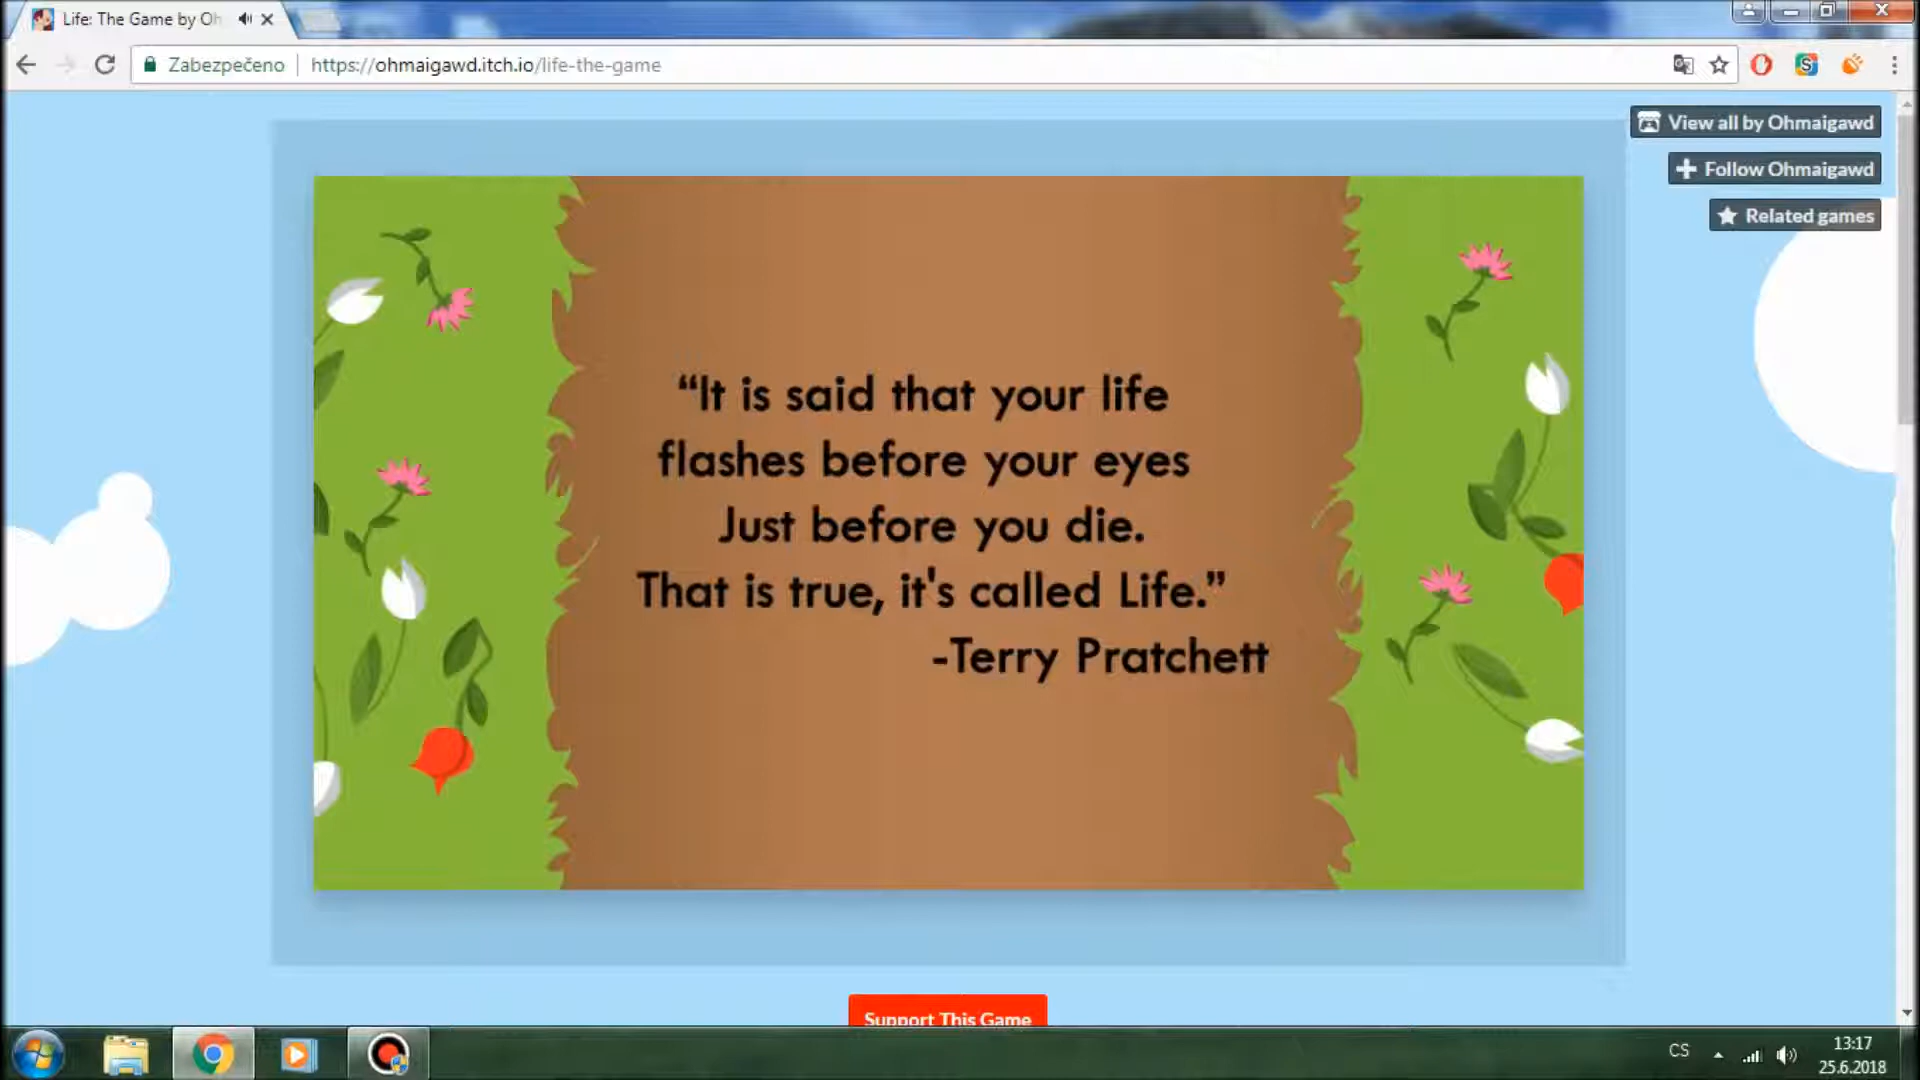 Life: The Game by Oh
Zabezpečeno
https://ohmaigawd.itch.io/life-the-game
View all by Ohmaigawd
Follow Ohmaigawd
Related games
“It is said that your life
flashes before your eyes
Just before you die.
That is true, it's called Life.”
-Terry Pratchett
Support This Game
CS
13:17
25.6.2018